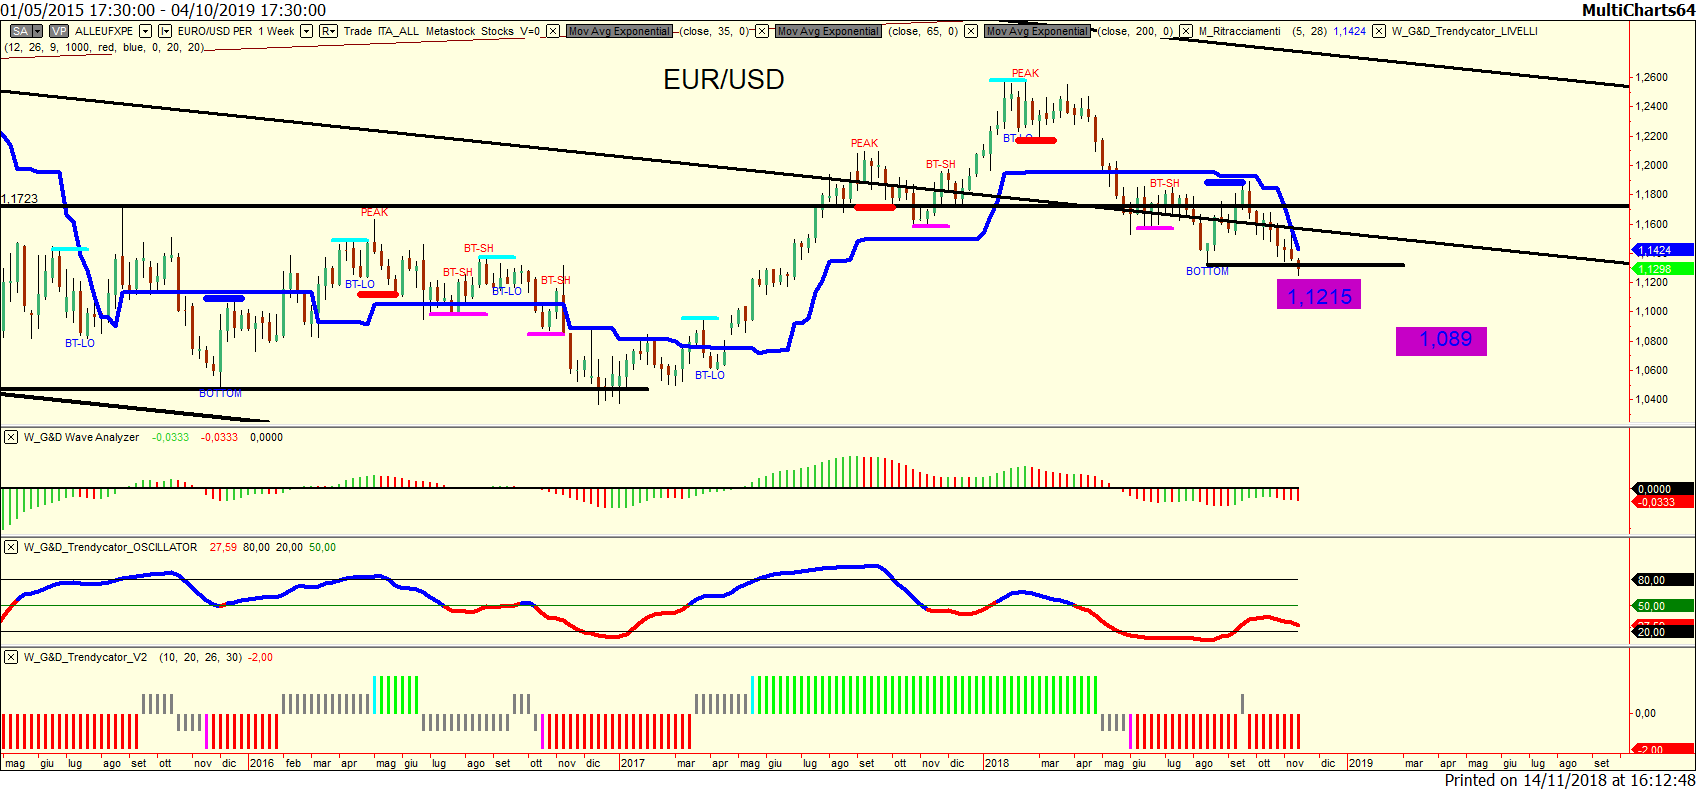 01/05/2015 17:30:00 - 04/10/2019 17:30:00
MultiCharts64
SA VP ALLEUFXPE EURO/USD PER 1 Week R Trade ITA_ALL Metastock Stocks V=0 Mov Avg Exponential (close, 35, 0) Mov Avg Exponential (close, 65, 0) Mov Avg Exponential (close, 200, 0) M_Ritracciamenti (5, 28) 1,1424 W_G&D_Trendycator_LIVELLI
(12, 26, 9, 1000, red, blue, 0, 20, 20)
EUR/USD
PEAK
1,2600
1,2400
BT-LO
1,2200
PEAK
BT-SH
1,2000
BT-SH
1,1800
1,1723
PEAK
1,1600
BT-SH
1,1424
BT-SH
BT-SH
BOTTOM
1,1298
BT-LO
BT-LO
1,1200
1,1215
1,1000
BT-LO
1,089
1,0800
BT-LO
1,0600
BOTTOM
1,0400
W_G&D Wave Analyzer -0,0333 -0,0333 0,0000
0,0000
-0,0333
W_G&D_Trendycator_OSCILLATOR 27,59 80,00 20,00 50,00
80,00
50,00
27,59
20,00
W_G&D_Trendycator_V2 (10, 20, 26, 30) -2,00
0,00
-2,00
mag giu lug ago set nov 2016 feb mar apr mag giu lug ago set ott nov dic 2017 mar apr mag giu lug ago set ott nov dic 2018 mar apr mag giu lug ago set ott nov dic 2019 mar apr mag giu lug ago set
Printed on 14/11/2018 at 16:12:48